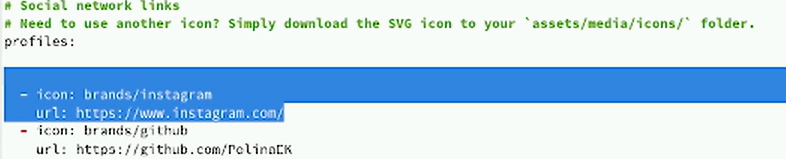 # Social network links
# Need to use another icon? Simply download the SVG icon to your `assets/media/icons/` folder.
profiles:
- icon: brands/instagram
url: https://www.instagram.com/
- icon: brands/github
url: https://github.com/PolinaEK